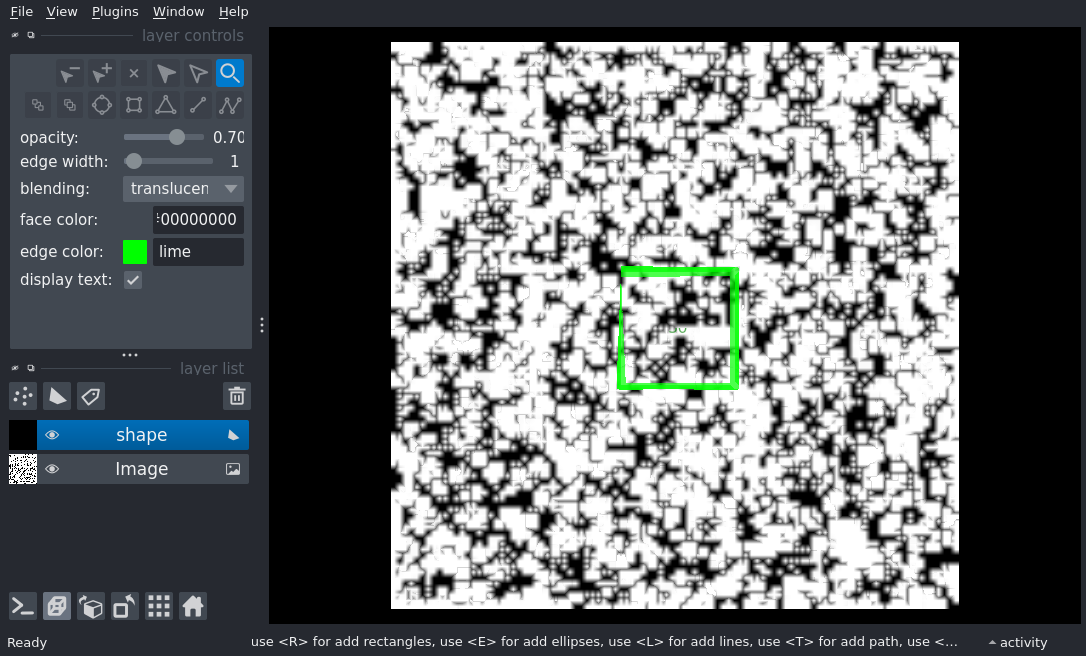 File View Plugins Window Help
layer controls
opacity: 0.70
edge width: 1
blending: translucen
face color: 00000000
edge color: lime
display text:
layer list
shape
Image
Ready
use <R> for add rectangles, use <E> for add ellipses, use <L> for add lines, use <T> for add path, use <...
activity